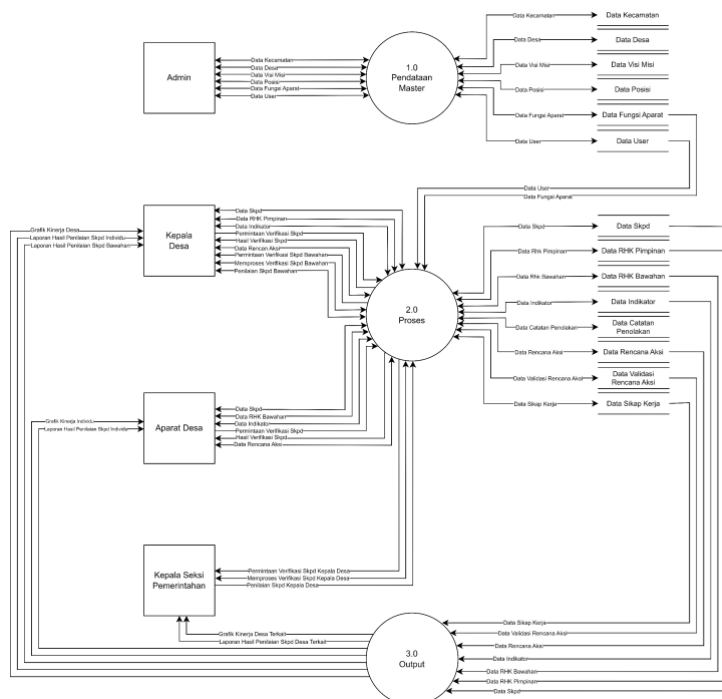 Data Kecamatan
Data Desa
Data Visi Misi
Data Posisi
Data Fungsi Aparat
Data User
Admin
Data Kecamatan
Data Desa
Data Visi Misi
Data Posisi
Data Fungsi Aparat
Data User
1.0
Pendataan
Master
Data Kecamatan
Data Desa
Data Visi Misi
Data Posisi
Data Fungsi Aparat
Data User
Data User
Data Fungsi Aparat
Grafik Kinerja Desa
Laporan Hasil Penilaian Skpd Individu
Laporan Hasil Penilaian Skpd Bawahan
Kepala
Desa
Data Skpd
Data RHK Pimpinan
Data Indikator
Permintaan Verifikasi Skpd
Hasil Verifikasi Skpd
Data Rencan Aksi
Permintaan Verfikasi Skpd Bawahan
Memproses Verifikasi Skpd Bawahan
Penilaian Skpd Bawahan
2.0
Proses
Data Skpd
Data Rhk Pimpinan
Data Rhk Bawahan
Data Indikator
Data Catatan Penolakan
Data Rencana Aksi
Data Validasi Rencana Aksi
Data Sikap Kerja
Data Skpd
Data RHK Pimpinan
Data RHK Bawahan
Data Indikator
Data Catatan
Penolakan
Data Rencana Aksi
Data Validasi
Rencana Aksi
Data Sikap Kerja
Grafik Kinerja Individu
Laporan Hasil Penilaian Skpd Individu
Aparat Desa
Data Skpd
Data RHK Bawahan
Data Indikator
Permintaan Verifikasi Skpd
Hasil Verifikasi Skpd
Data Rencana Aksi
Kepala Seksi
Pemerintahan
Permintaan Verifikasi Skpd Kepala Desa
Memproses Verifikasi Skpd Kepala Desa
Penilaian Skpd Kepala Desa
Grafik Kinerja Desa Terkait
Laporan Hasil Penilaian Skpd Desa Terkait
3.0
Output
Data Sikap Kerja
Data Validasi Rencana Aksi
Data Rencana Aksi
Data Indikator
Data RHK Bawahan
Data RHK Pimpinan
Data Skpd